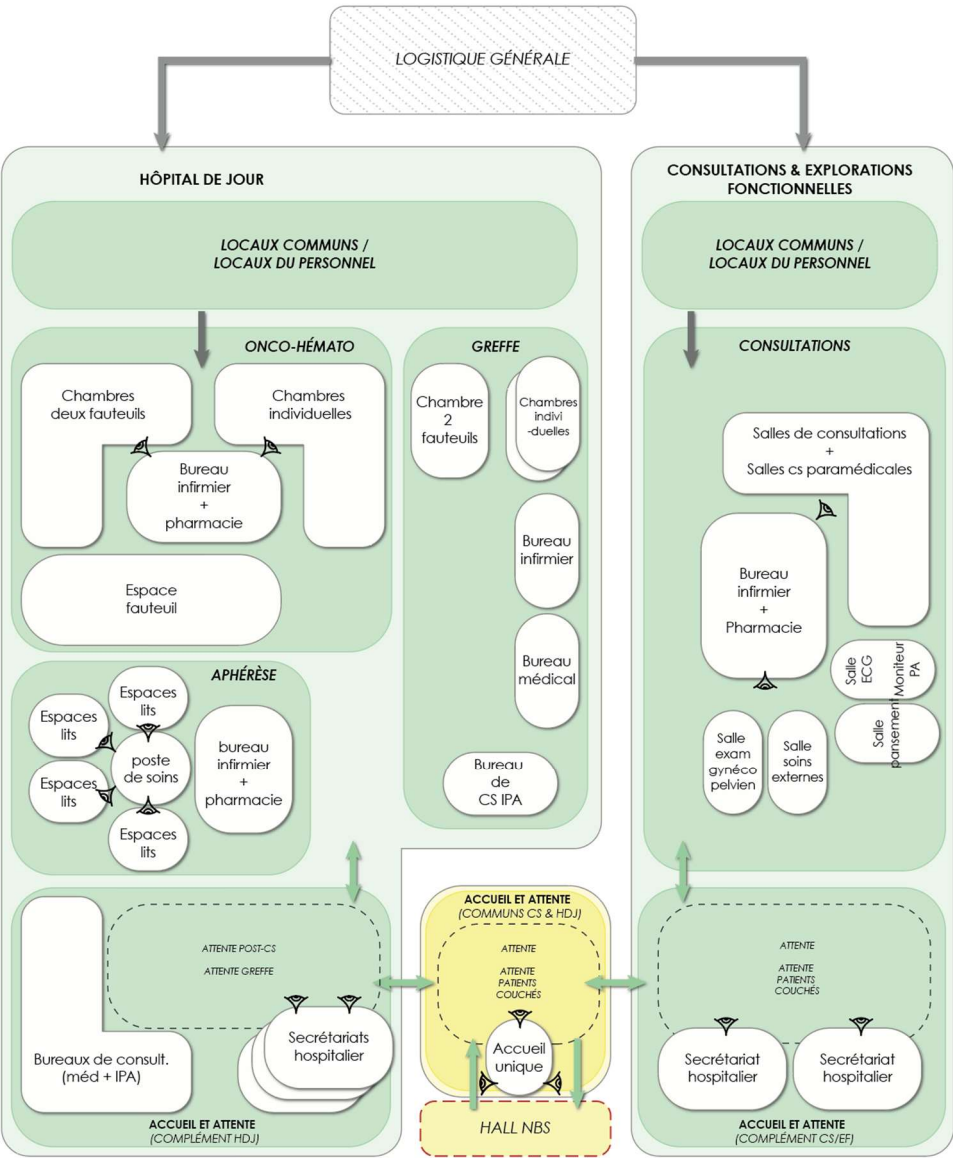 LOGISTIQUE GÉNÉRALE
HÔPITAL DE JOUR
LOCAUX COMMUNS /
LOCAUX DU PERSONNEL
ONCO-HÉMATO
Chambres
deux fauteuils
Chambres
individuelles
Bureau
infirmier
+
pharmacie
Espace
fauteuil
GREFFE
Chambre
2
fauteuils
Chambres
indivi
-duelles
Bureau
infirmier
Bureau
médical
Bureau
de
CS IPA
APHÉRÈSE
Espaces
lits
Espaces
lits
Espaces
lits
poste
de soins
Espaces
lits
bureau
infirmier
+
pharmacie
ATTENTE POST-CS
ATTENTE GREFFE
Secrétariats
hospitalier
Bureaux de consult.
(méd + IPA)
ACCUEIL ET ATTENTE
(COMPLÉMENT HDJ)
ACCUEIL ET ATTENTE
(COMMUNS CS & HDJ)
ATTENTE
ATTENTE
PATIENTS
COUCHÉS
Accueil
unique
HALL NBS
CONSULTATIONS & EXPLORATIONS
FONCTIONNELLES
LOCAUX COMMUNS /
LOCAUX DU PERSONNEL
CONSULTATIONS
Salles de consultations
+
Salles cs paramédicales
Bureau
infirmier
+
Pharmacie
Salle
ECG
Moniteur
PA
Salle
pansement
Salle
exam
gynéco
pelvien
Salle
soins
externes
ATTENTE
ATTENTE
PATIENTS
COUCHÉS
Secrétariat
hospitalier
Secrétariat
hospitalier
ACCUEIL ET ATTENTE
(COMPLÉMENT CS/EF)